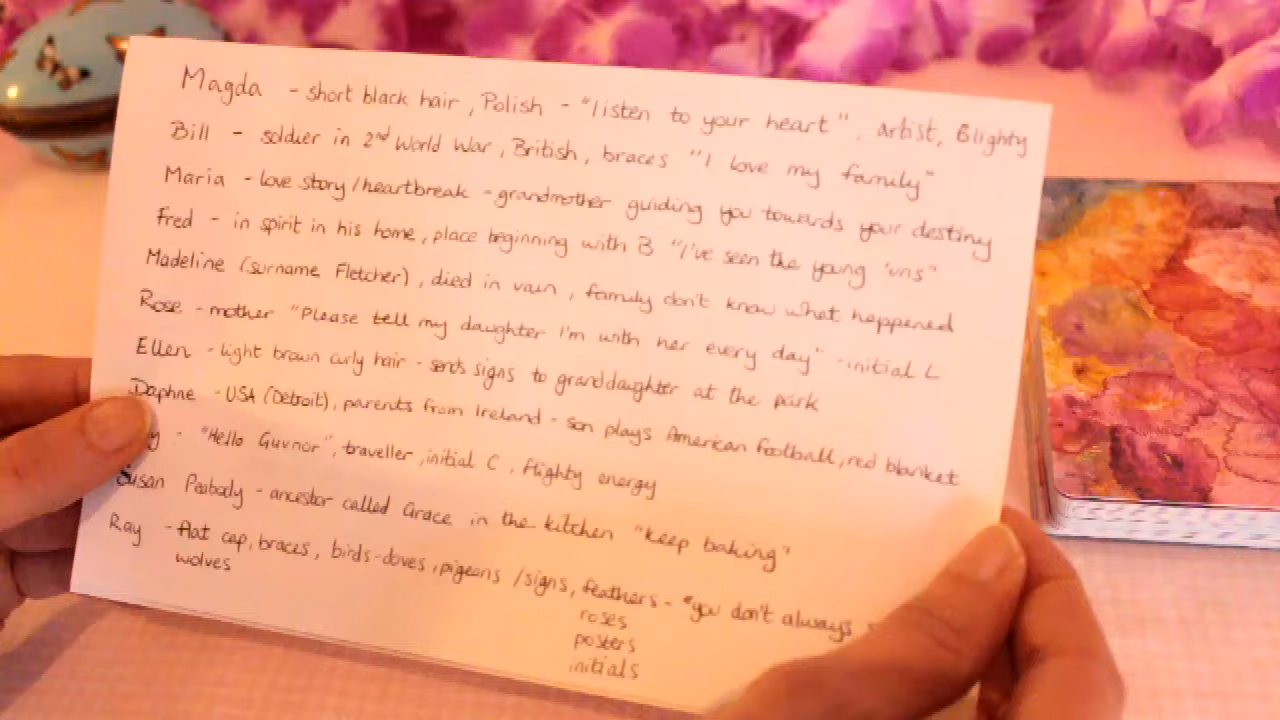 Magda - short black hair, Polish - "listen to your heart", artist, Blighty
Bill - soldier in 2nd World War, British, braces "I love my family"
Maria - love story/heartbreak - grandmother guiding you towards your destiny
Fred - in spirit in his home, place beginning with B "I've seen the young 'uns"
Madeline (surname Fletcher), died in vain, family don't know what happened
Rose - mother "Please tell my daughter I'm with her every day" - initial L
Ellen - light brown curly hair - sends signs to granddaughter at the park
Daphne - USA (Detroit), parents from Ireland - son plays American football, red blanket
- "Hello Guvnor", traveller, initial C, flighty energy
Susan Peabody - ancestor called Grace in the kitchen "keep baking"
Ray - flat cap, braces, birds-doves, pigeons /signs, feathers - "you don't always
wolves
roses
posters
initials